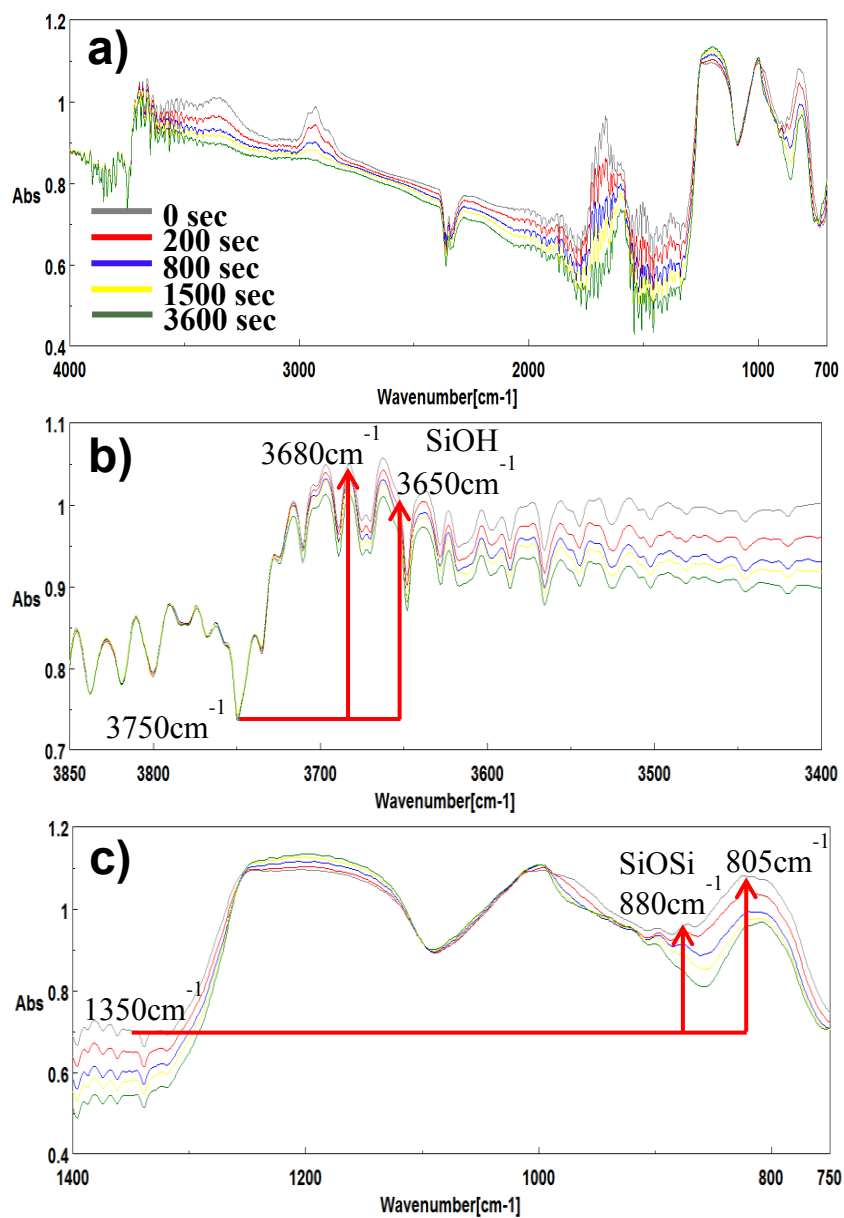 a)
1.2
1
0.8
0.6
0.4
Abs
0 sec
200 sec
800 sec
1500 sec
3600 sec
4000 3000 2000 1000 700
Wavenumber[cm-1]
b)
1.1
1
0.9
0.8
0.7
Abs
3680cm-1
SiOH
3650cm-1
3750cm-1
3850 3800 3700 3600 3500 3400
Wavenumber[cm-1]
c)
1.2
1
0.8
0.6
0.4
Abs
SiOSi
880cm-1
805cm-1
1350cm-1
1400 1200 1000 800 750
Wavenumber[cm-1]